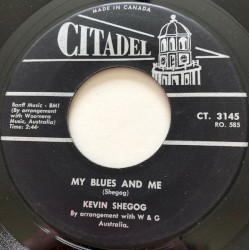 MADE IN CANADA
CITADEL
Banff Music - BMI
(By arrangement
with Woomera
Music, Australia)
Time: 2:44
CT. 3145
RO. 585
MY BLUES AND ME
(Shegog)
KEVIN SHEGOG
By arrangement with W & G
Australia.